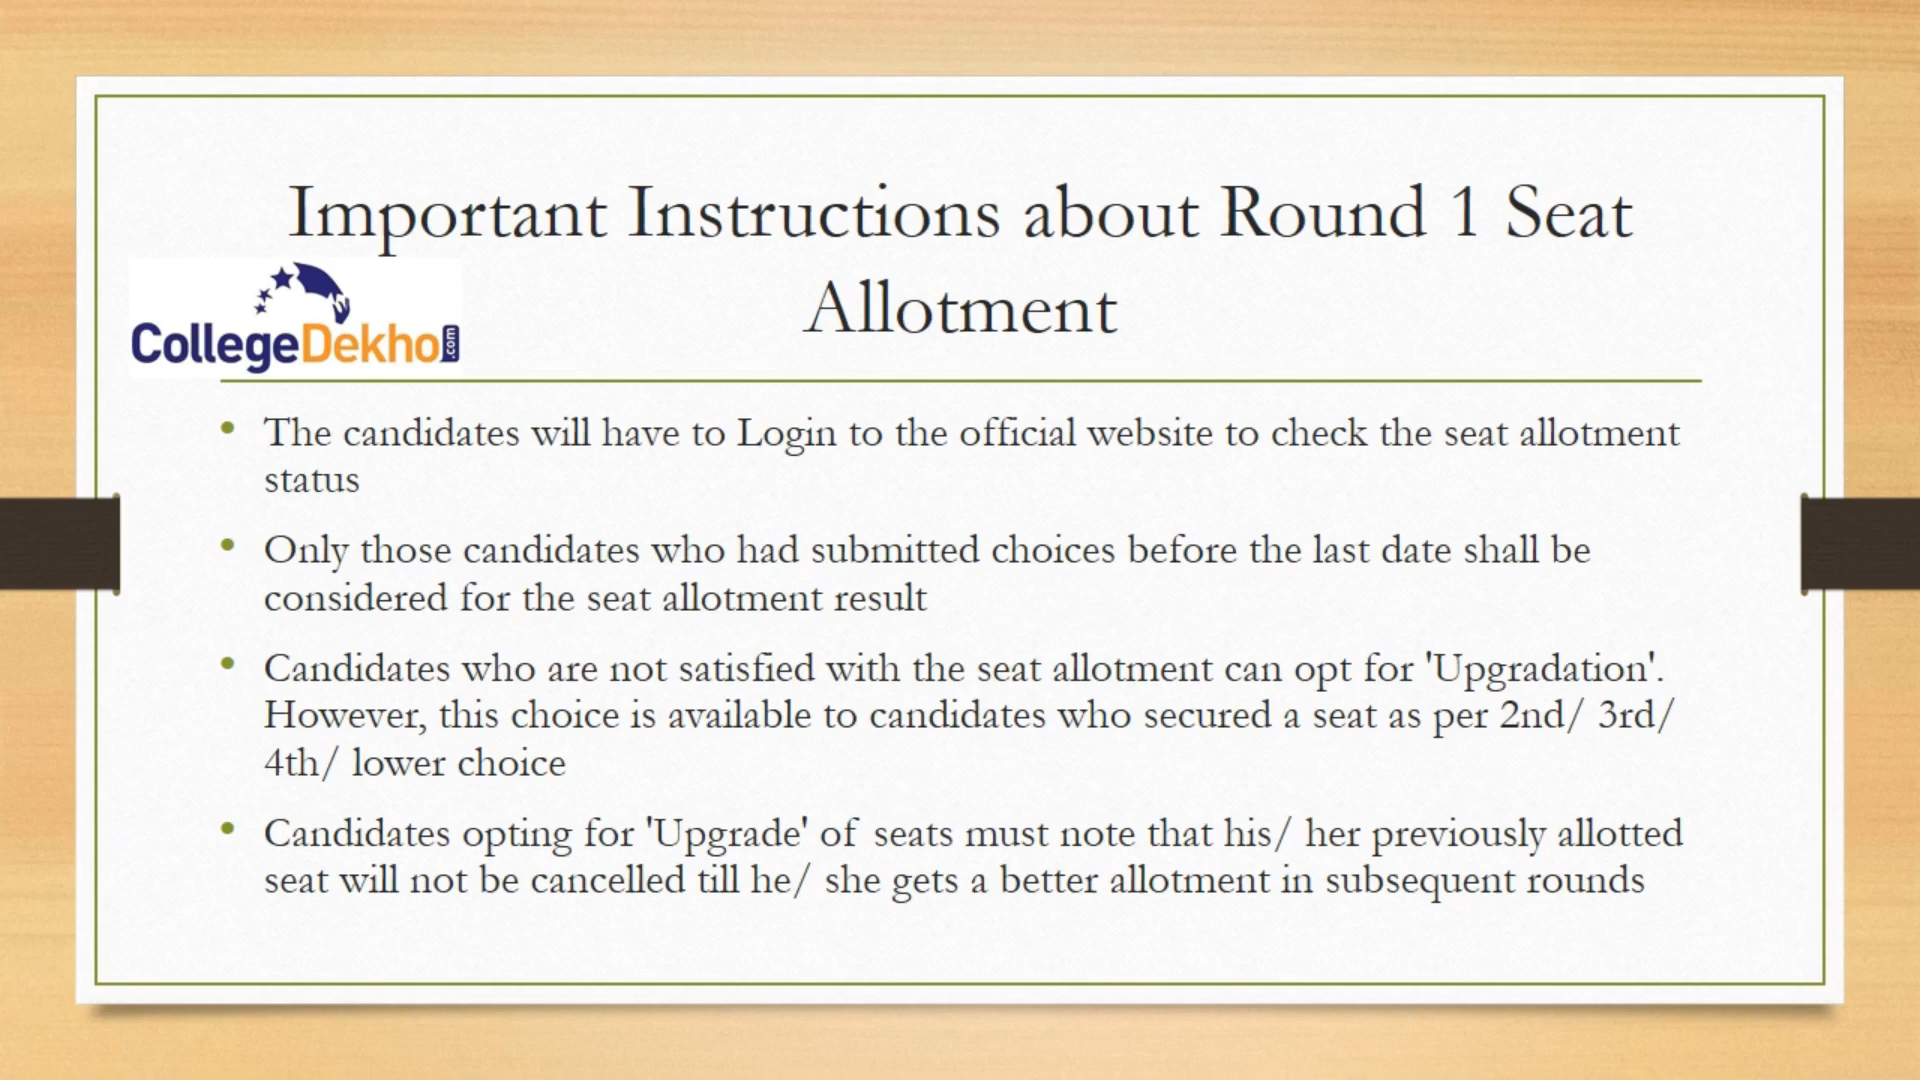 Important Instructions about Round 1 Seat
Allotment
CollegeDekho.com
• The candidates will have to Login to the official website to check the seat allotment
status
• Only those candidates who had submitted choices before the last date shall be
considered for the seat allotment result
• Candidates who are not satisfied with the seat allotment can opt for 'Upgradation'.
However, this choice is available to candidates who secured a seat as per 2nd/ 3rd/
4th/ lower choice
• Candidates opting for 'Upgrade' of seats must note that his/ her previously allotted
seat will not be cancelled till he/ she gets a better allotment in subsequent rounds